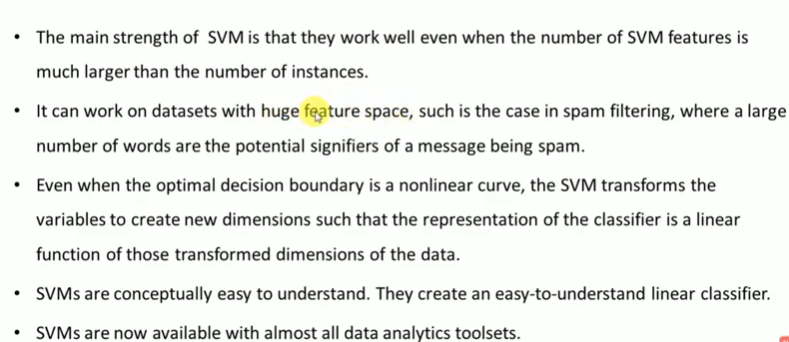 • The main strength of SVM is that they work well even when the number of SVM features is
much larger than the number of instances.
• It can work on datasets with huge feature space, such is the case in spam filtering, where a large
number of words are the potential signifiers of a message being spam.
• Even when the optimal decision boundary is a nonlinear curve, the SVM transforms the
variables to create new dimensions such that the representation of the classifier is a linear
function of those transformed dimensions of the data.
• SVMs are conceptually easy to understand. They create an easy-to-understand linear classifier.
• SVMs are now available with almost all data analytics toolsets.